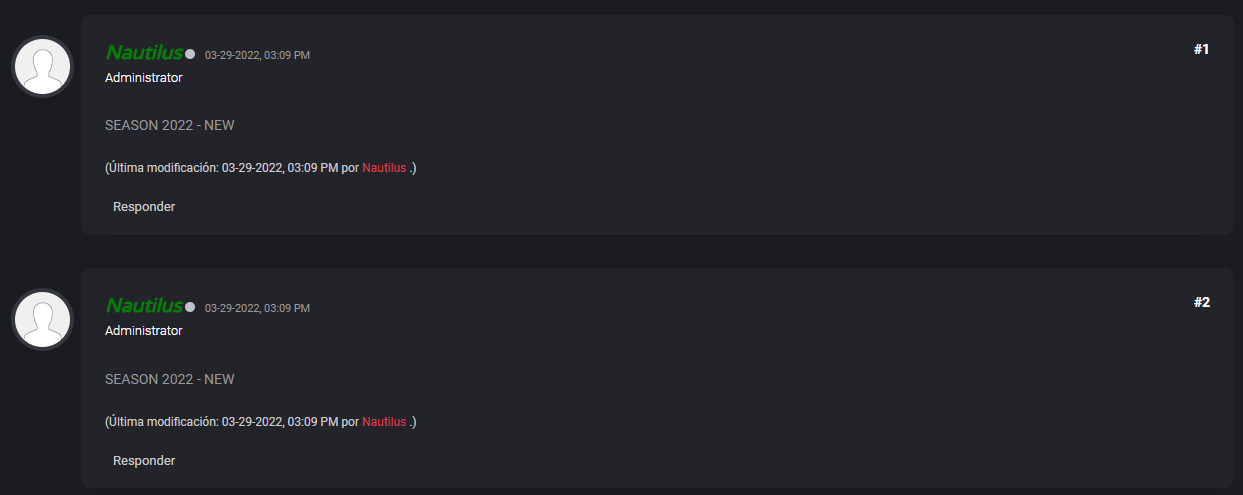 Nautilus 03-29-2022, 03:09 PM #1
Administrator
SEASON 2022 - NEW
(Última modificación: 03-29-2022, 03:09 PM por Nautilus .)
Responder
Nautilus 03-29-2022, 03:09 PM #2
Administrator
SEASON 2022 - NEW
(Última modificación: 03-29-2022, 03:09 PM por Nautilus .)
Responder